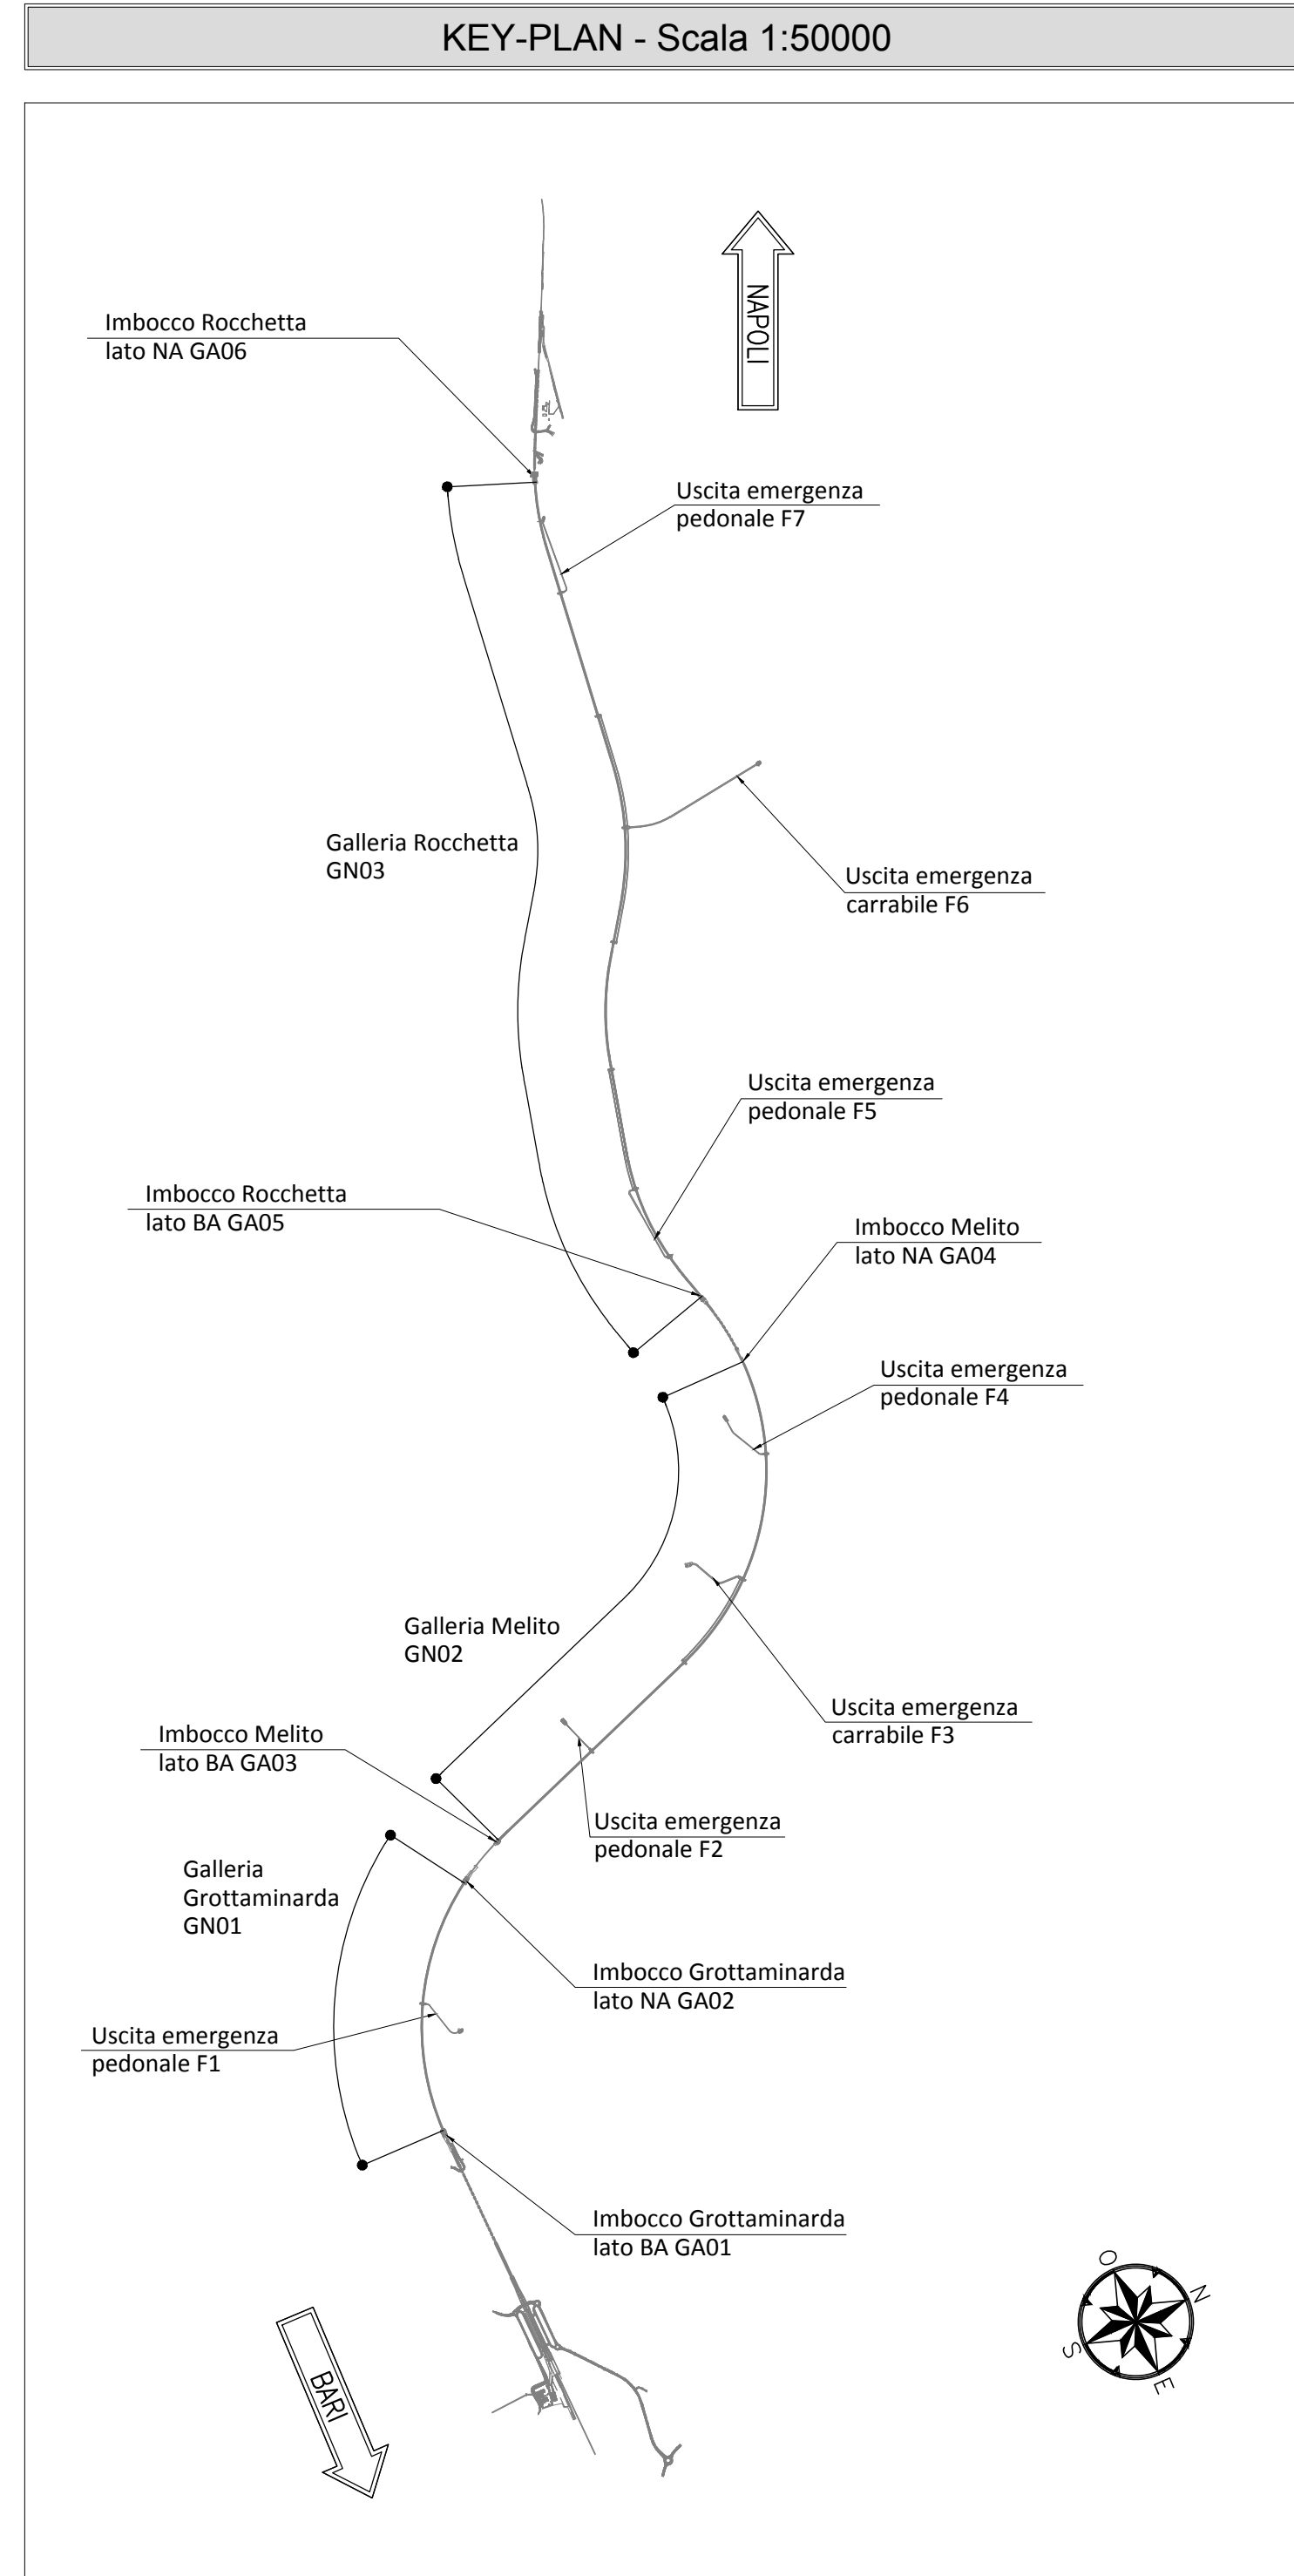 KEY-PLAN - Scala 1:50000
NAPOLI
Imbocco Rocchetta
lato NA GA06
Uscita emergenza
pedonale F7
Galleria Rocchetta
GN03
Uscita emergenza
carrabile F6
Uscita emergenza
pedonale F5
Imbocco Rocchetta
lato BA GA05
Imbocco Melito
lato NA GA04
Uscita emergenza
pedonale F4
Galleria Melito
GN02
Uscita emergenza
carrabile F3
Imbocco Melito
lato BA GA03
Uscita emergenza
pedonale F2
Galleria
Grottaminarda
GN01
Imbocco Grottaminarda
lato NA GA02
Uscita emergenza
pedonale F1
Imbocco Grottaminarda
lato BA GA01
O
N
S
E
BARI